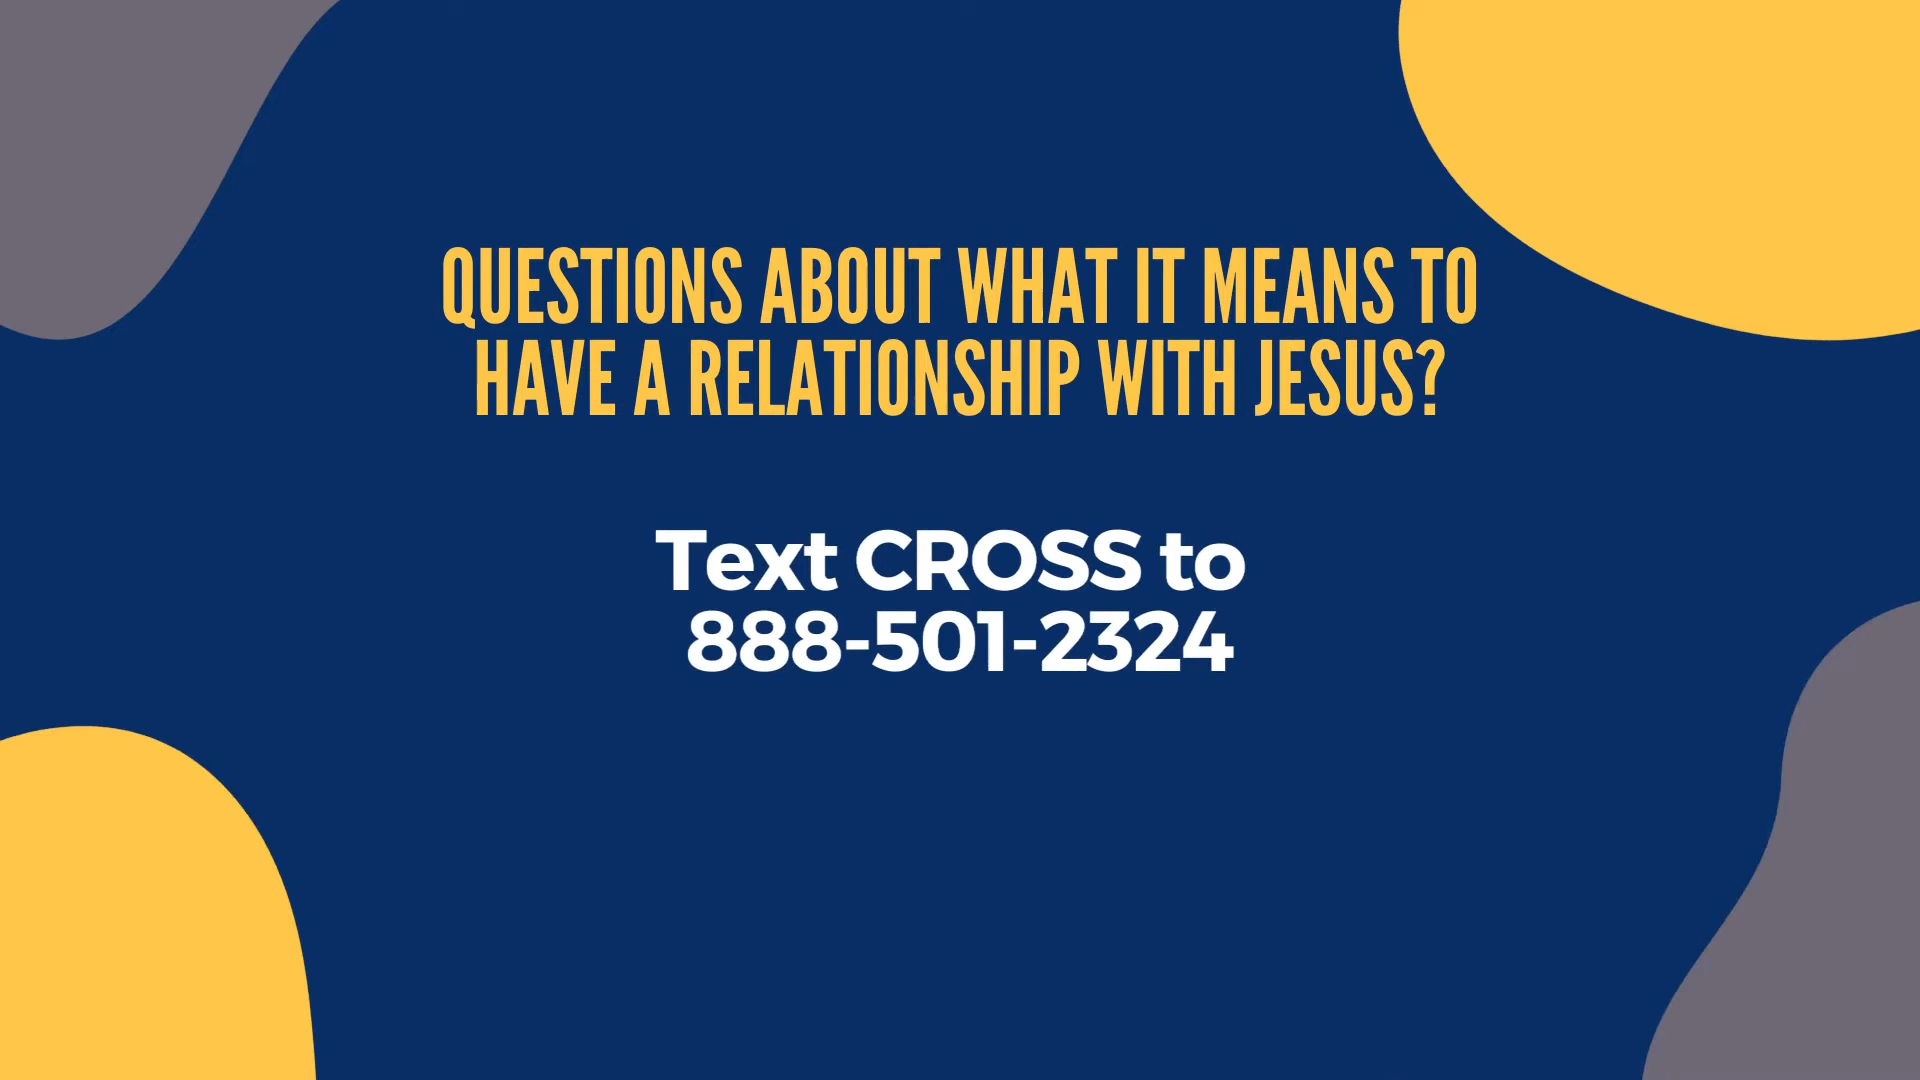 QUESTIONS ABOUT WHAT IT MEANS TO
HAVE A RELATIONSHIP WITH JESUS?
Text CROSS to
888-501-2324